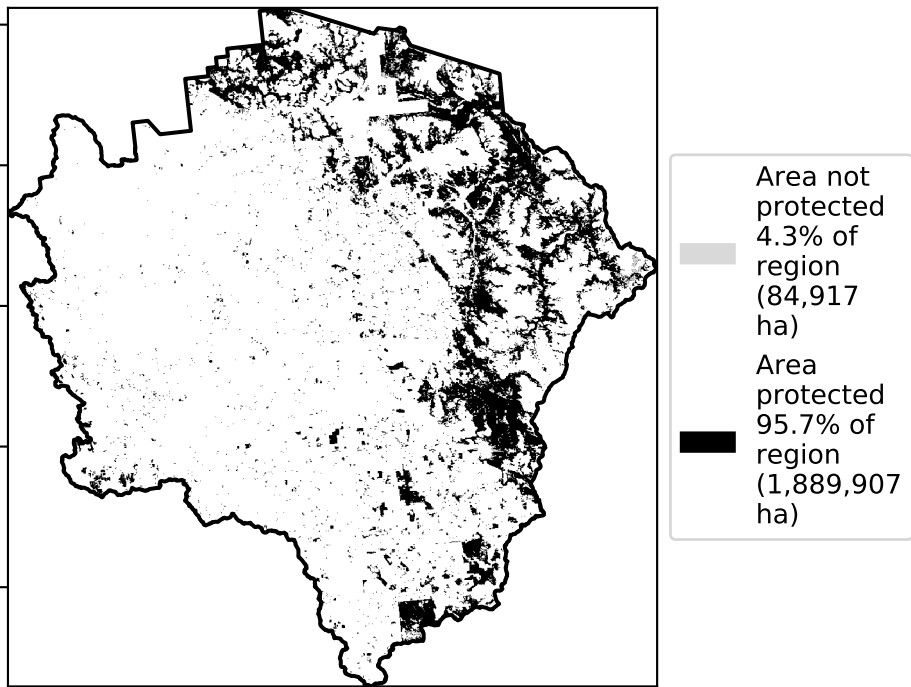 Area not
protected
4.3% of
region
(84,917
ha)
Area
protected
95.7% of
region
(1,889,907
ha)